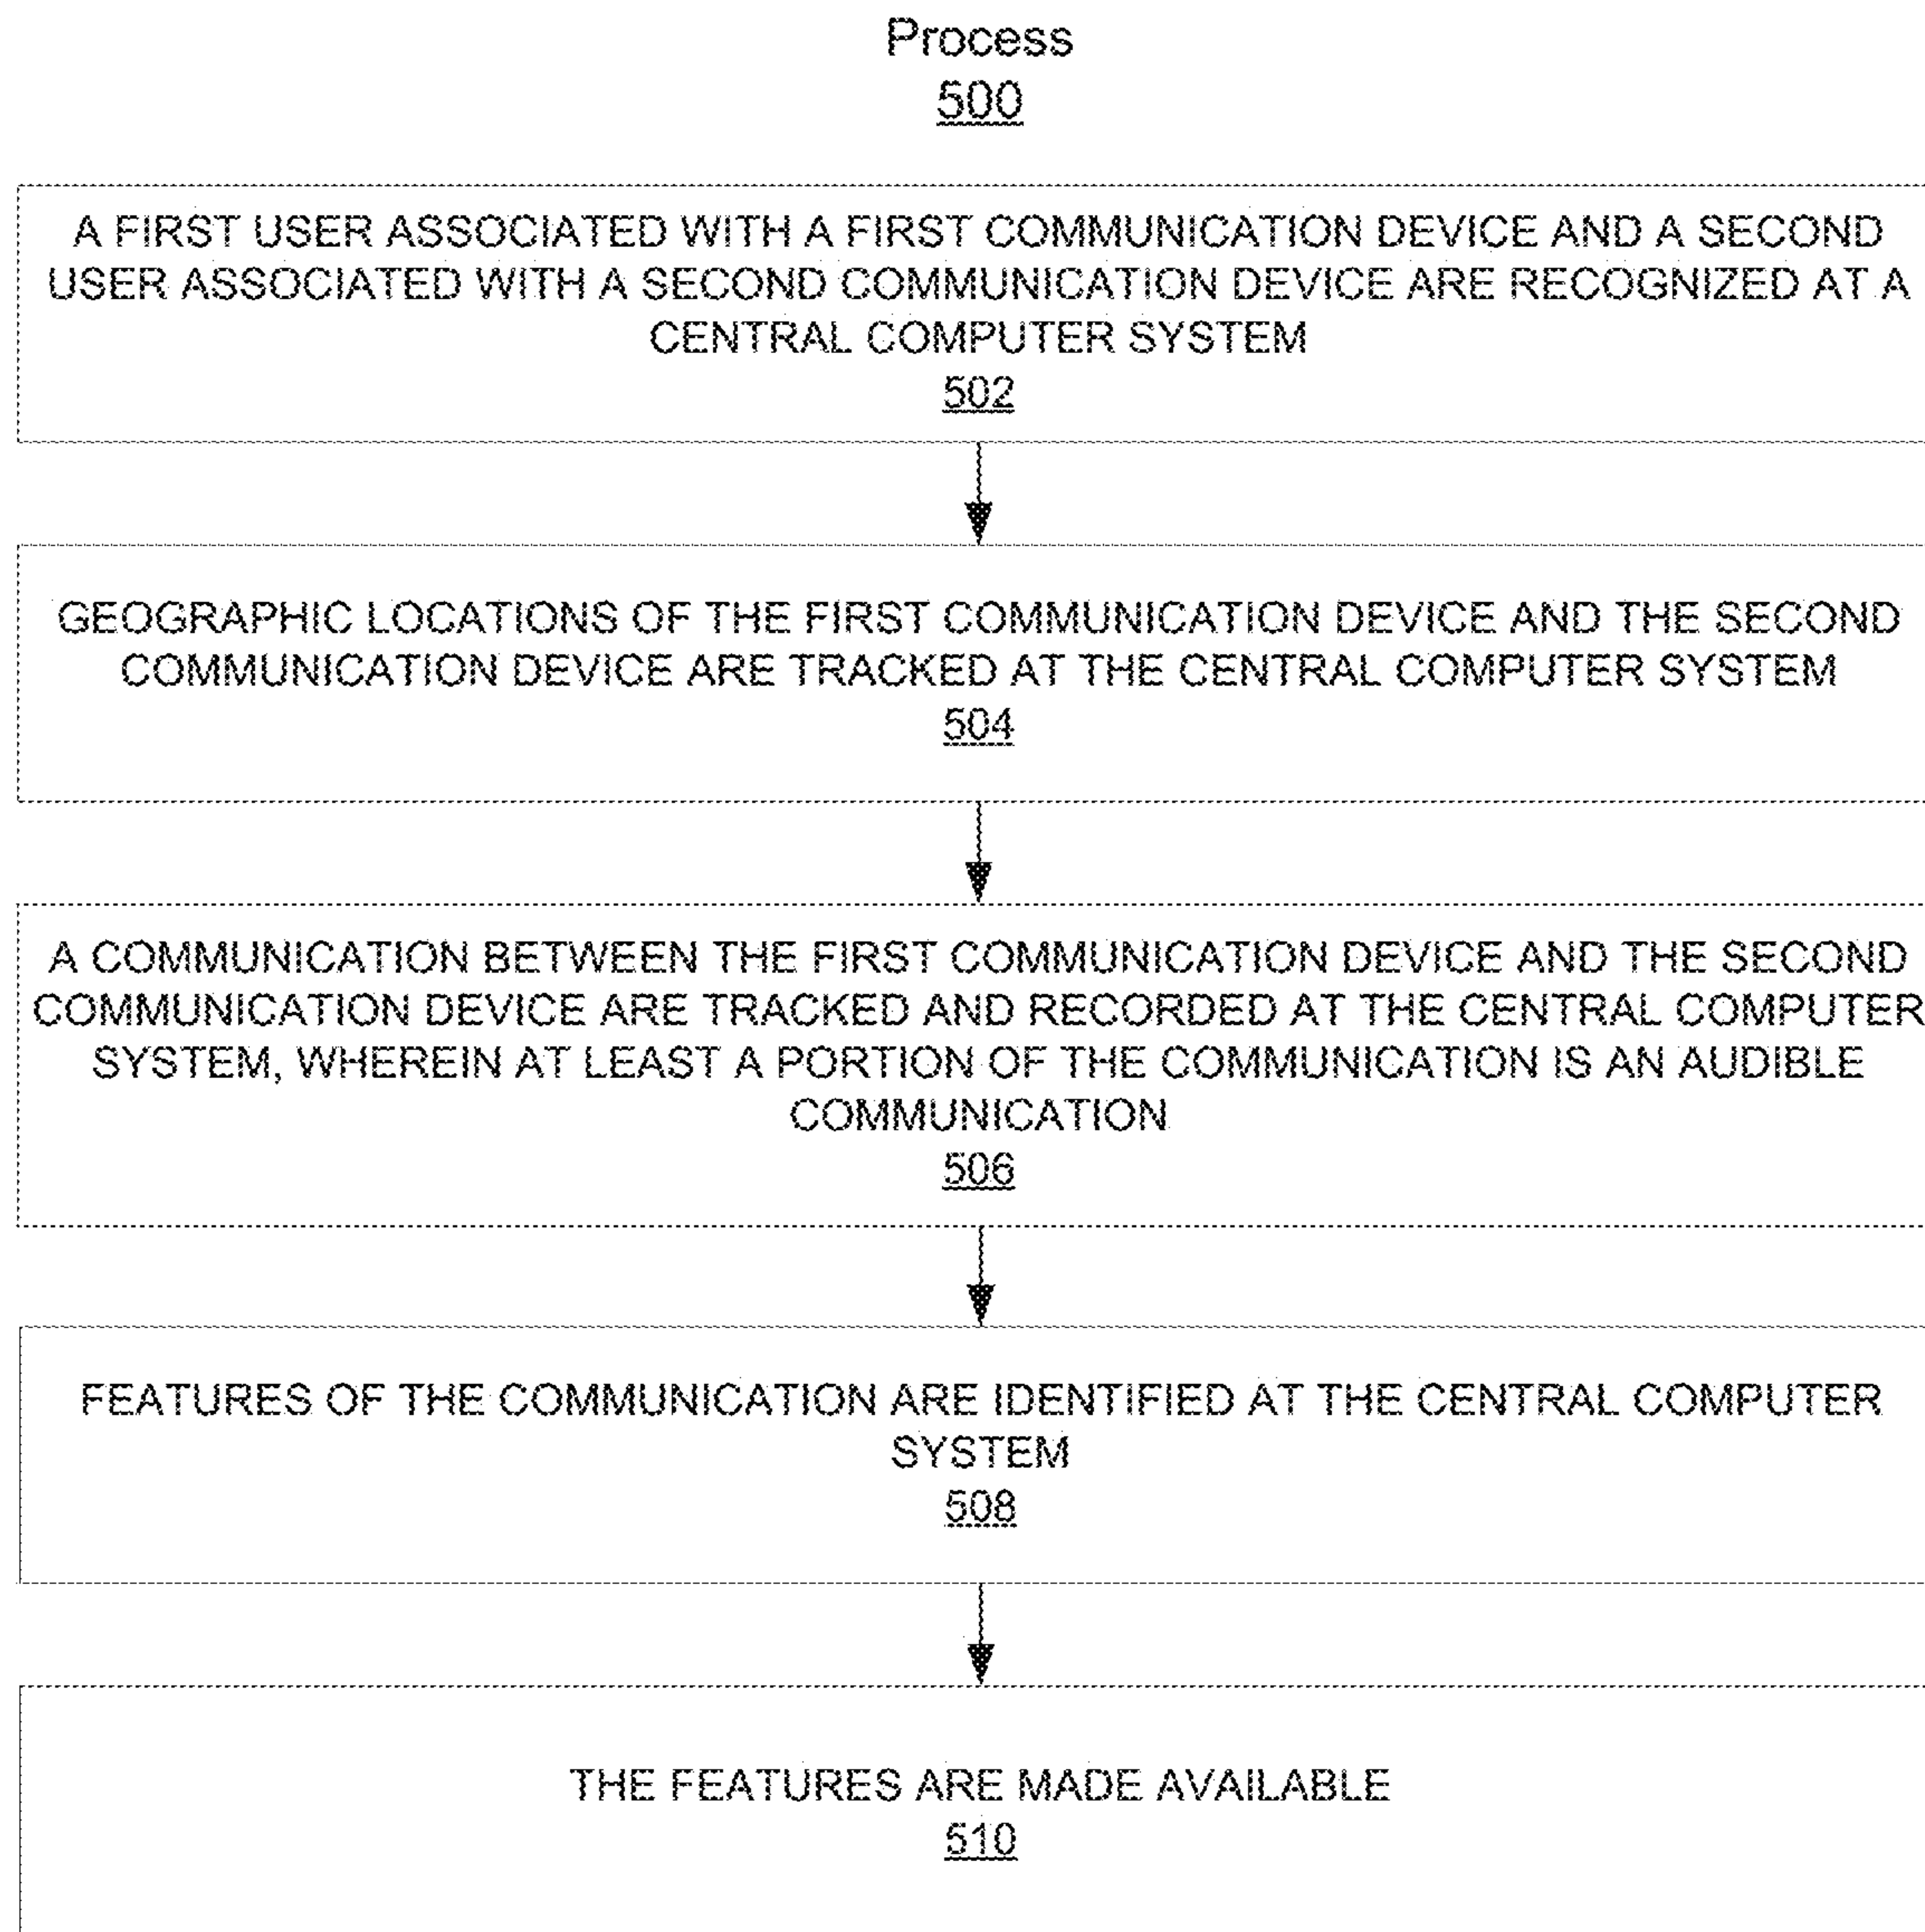 Process
500
A FIRST USER ASSOCIATED WITH A FIRST COMMUNICATION DEVICE AND A SECOND
USER ASSOCIATED WITH A SECOND COMMUNICATION DEVICE ARE RECOGNIZED AT A
CENTRAL COMPUTER SYSTEM
502
GEOGRAPHIC LOCATIONS OF THE FIRST COMMUNICATION DEVICE AND THE SECOND
COMMUNICATION DEVICE ARE TRACKED AT THE CENTRAL COMPUTER SYSTEM
504
A COMMUNICATION BETWEEN THE FIRST COMMUNICATION DEVICE AND THE SECOND
COMMUNICATION DEVICE ARE TRACKED AND RECORDED AT THE CENTRAL COMPUTER
SYSTEM, WHEREIN AT LEAST A PORTION OF THE COMMUNICATION IS AN AUDIBLE
COMMUNICATION
506
FEATURES OF THE COMMUNICATION ARE IDENTIFIED AT THE CENTRAL COMPUTER
SYSTEM
508
THE FEATURES ARE MADE AVAILABLE
510